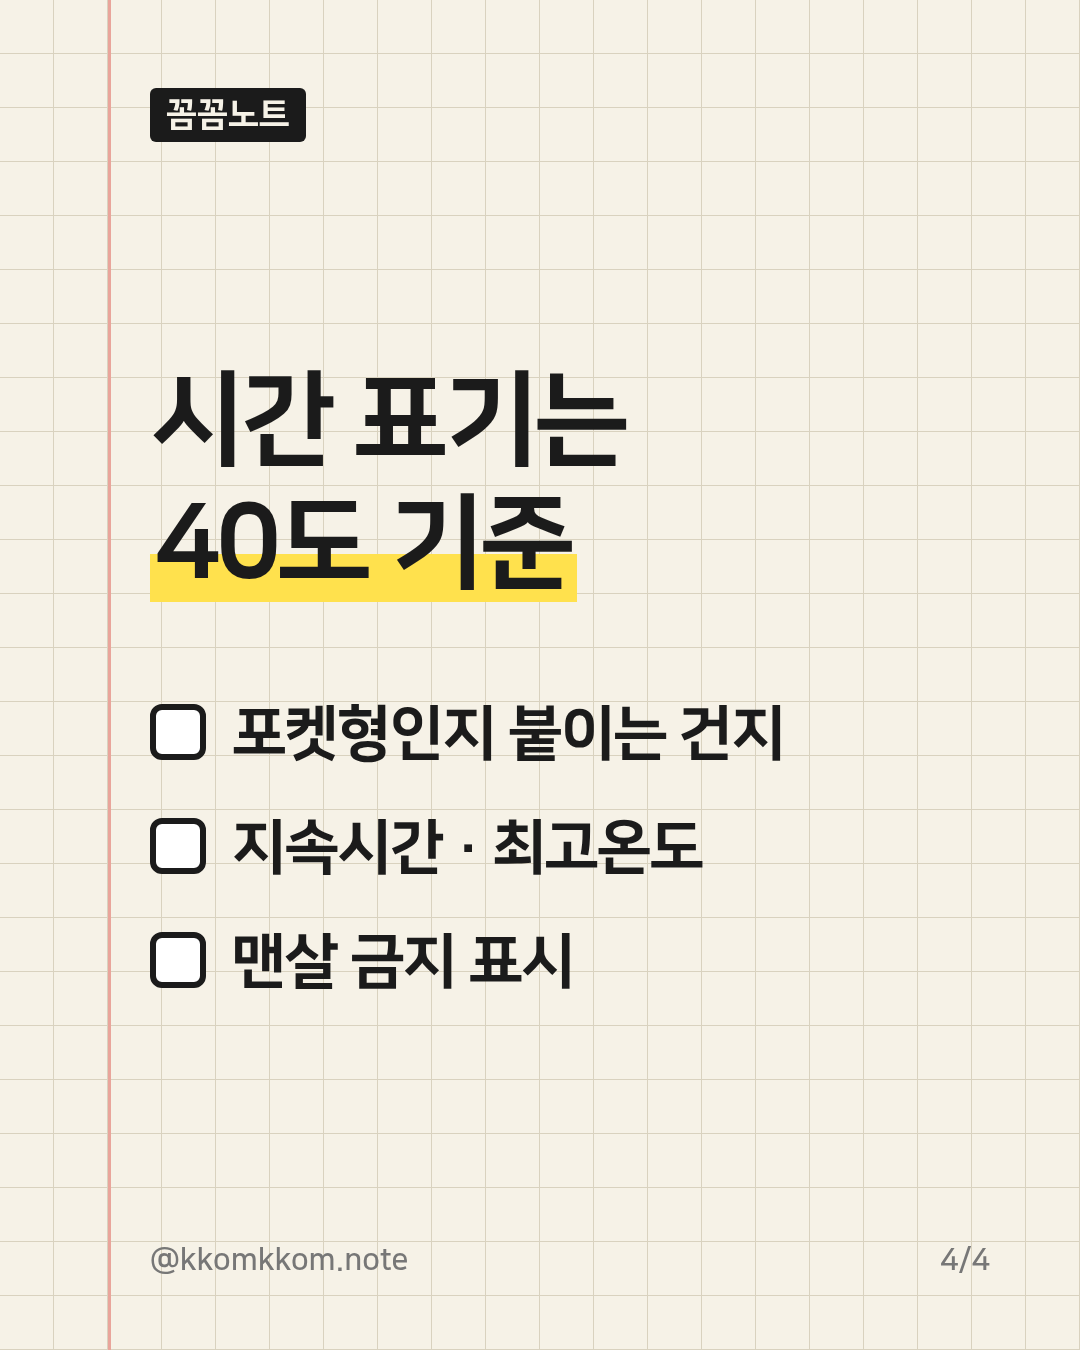 꼼꼼노트
시간 표기는
40도 기준
포켓형인지 붙이는 건지
지속시간 · 최고온도
맨살 금지 표시
@kkomkkom.note
4/4